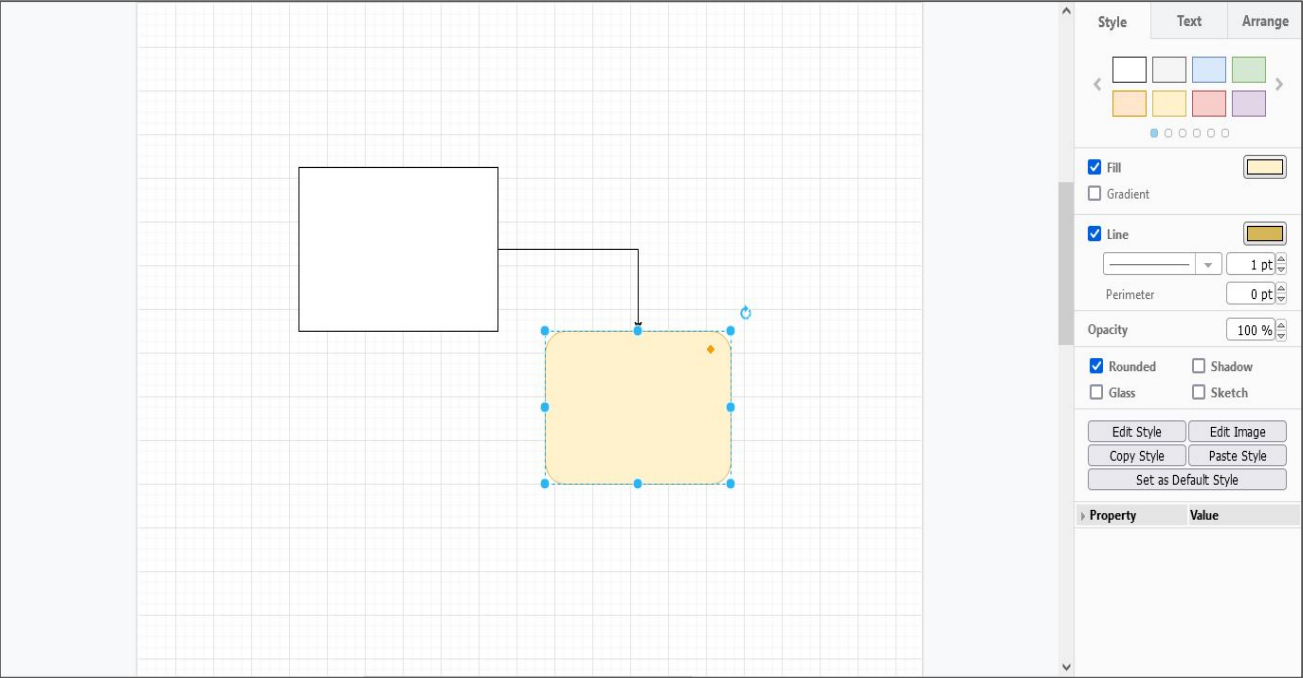 Style Text Arrange
Fill
Gradient
Line
1 pt
Perimeter 0 pt
Opacity 100 %
Rounded Shadow
Glass Sketch
Edit Style Edit Image
Copy Style Paste Style
Set as Default Style
Property Value